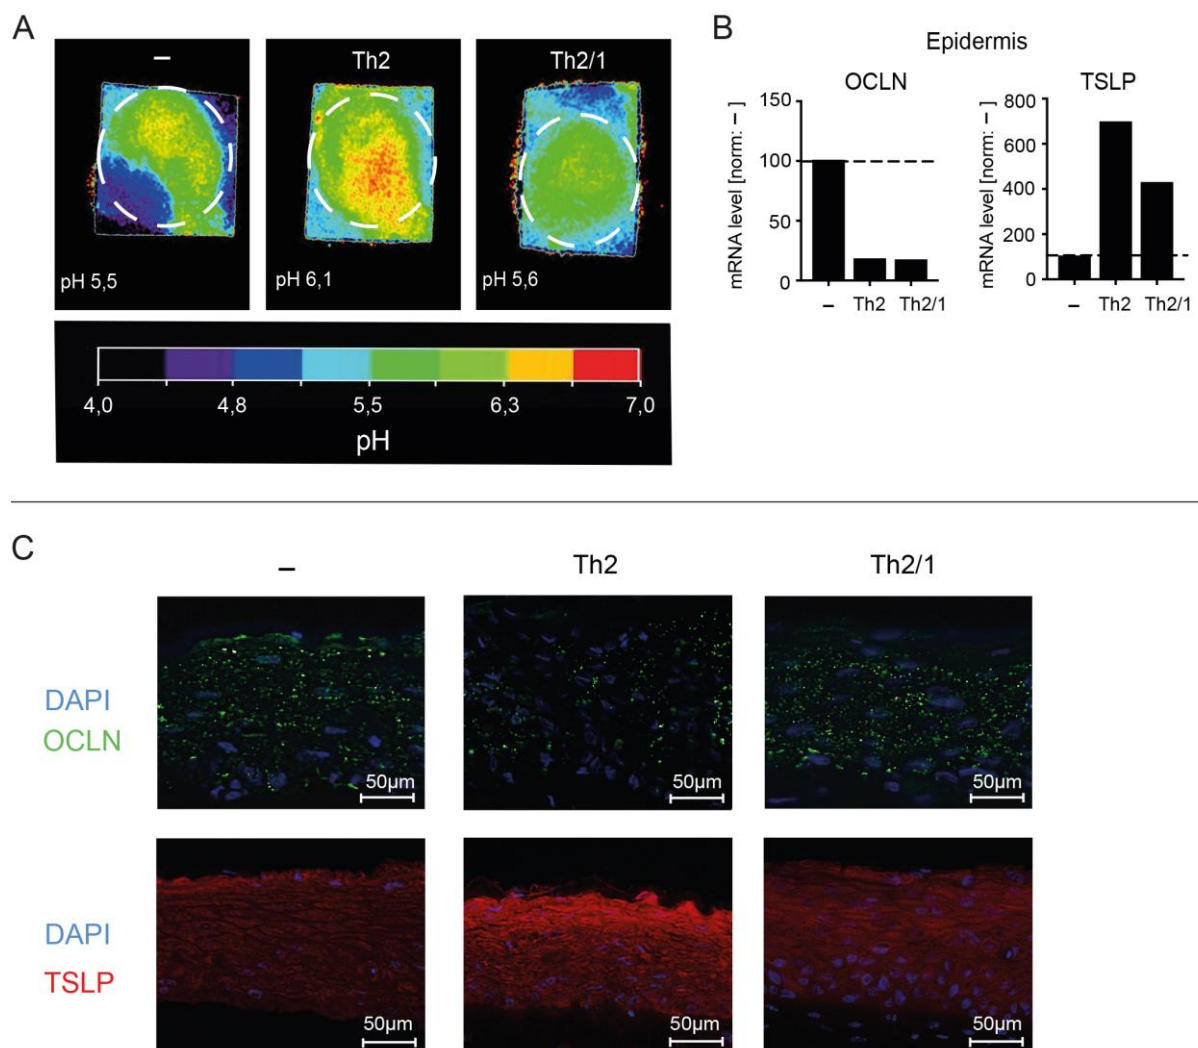 A
–
Th2
Th2/1
pH 5,5
pH 6,1
pH 5,6
4,0
4,8
5,5
6,3
7,0
pH
B
Epidermis
OCLN
mRNA level [norm: – ]
150
100
50
0
–
Th2
Th2/1
TSLP
mRNA level [norm: – ]
800
600
400
200
0
–
Th2
Th2/1
C
–
Th2
Th2/1
DAPI
OCLN
50µm
50µm
50µm
DAPI
TSLP
50µm
50µm
50µm